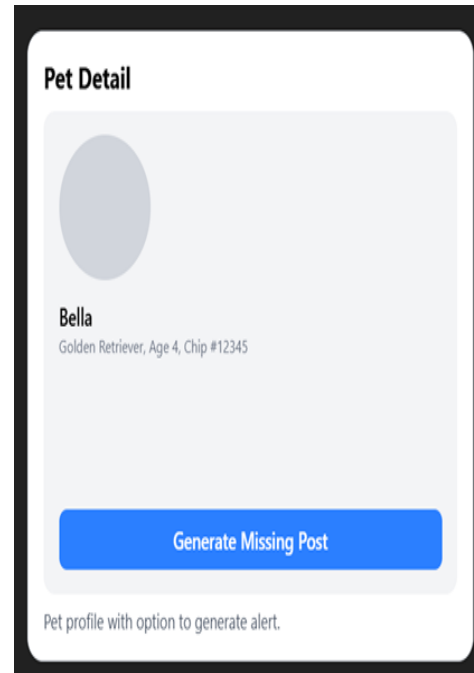 Pet Detail
Bella
Golden Retriever, Age 4, Chip #12345
Generate Missing Post
Pet profile with option to generate alert.